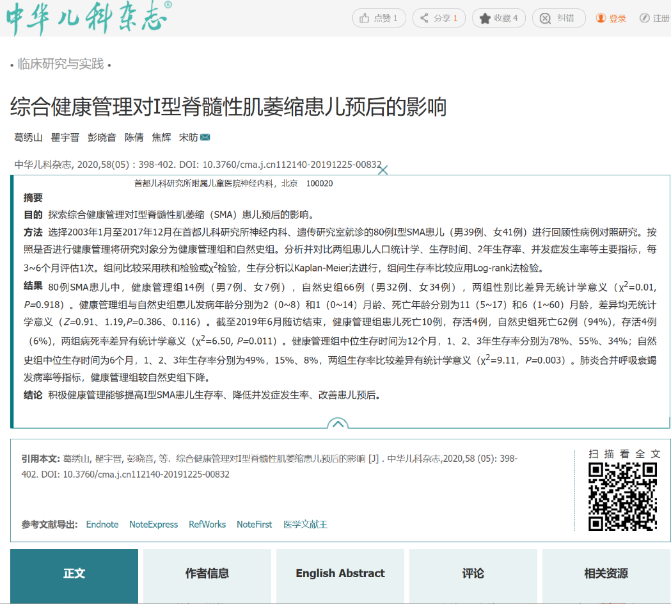 中华儿科杂志®
点赞 1 分享 1 收藏 4 纠错 登录 注册
• 临床研究与实践 •
综合健康管理对I型脊髓性肌萎缩患儿预后的影响
葛绣山 瞿宇晋 彭晓音 陈倩 焦辉 宋昉
中华儿科杂志, 2020,58(05) : 398-402. DOI: 10.3760/cma.j.cn112140-20191225-00832
首都儿科研究所附属儿童医院神经内科，北京 100020
摘要
目的 探索综合健康管理对I型脊髓性肌萎缩（SMA）患儿预后的影响。
方法 选择2003年1月至2017年12月在首都儿科研究所神经内科、遗传研究室就诊的80例I型SMA患儿（男39例、女41例）进行回顾性病例对照研究。按
照是否进行健康管理将研究对象分为健康管理组和自然史组。分析并对比两组患儿人口统计学、生存时间、2年生存率、并发症发生率等主要指标，每
3~6个月评估1次。组间比较采用秩和检验或χ²检验，生存分析以Kaplan-Meier法进行，组间生存率比较应用Log-rank法检验。
结果 80例SMA患儿中，健康管理组14例（男7例、女7例），自然史组66例（男32例、女34例），两组性别比差异无统计学意义（χ²=0.01,
P=0.918）。健康管理组与自然史组患儿发病年龄分别为2（0~8）和1（0~14）月龄、死亡年龄分别为11（5~17）和6（1~60）月龄，差异均无统计
学意义（Z=0.91、1.19,P=0.386、0.116）。截至2019年6月随访结束，健康管理组患儿死亡10例，存活4例，自然史组死亡62例（94%），存活4例
（6%），两组病死率差异有统计学意义（χ²=6.50, P=0.011）。健康管理组中位生存时间为12个月，1、2、3年生存率分别为78%、55%、34%；自然
史组中位生存时间为6个月，1、2、3年生存率分别为49%，15%、8%，两组生存率比较差异有统计学意义（χ²=9.11，P=0.003）。肺炎合并呼吸衰竭
发病率等指标，健康管理组较自然史组下降。
结论 积极健康管理能够提高I型SMA患儿生存率、降低并发症发生率、改善患儿预后。
引用本文: 葛绣山, 瞿宇晋, 彭晓音, 等. 综合健康管理对I型脊髓性肌萎缩患儿预后的影响 [J] . 中华儿科杂志,2020,58 (05): 398-
402. DOI: 10.3760/cma.j.cn112140-20191225-00832
扫描看全文
参考文献导出: Endnote NoteExpress RefWorks NoteFirst 医学文献王
正文 作者信息 English Abstract 评论 相关资源